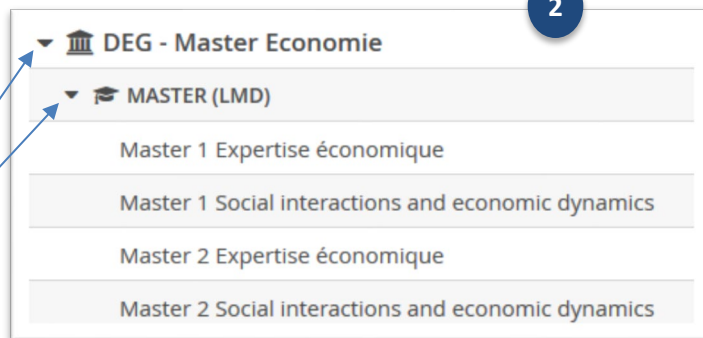 2
DEG - Master Economie
MASTER (LMD)
Master 1 Expertise économique
Master 1 Social interactions and economic dynamics
Master 2 Expertise économique
Master 2 Social interactions and economic dynamics